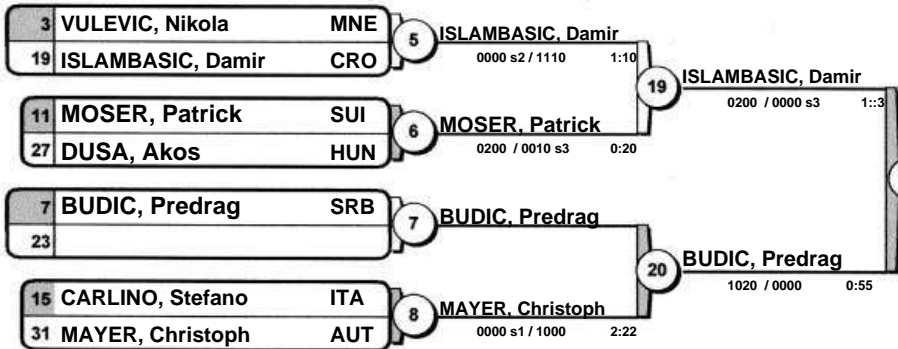 3 VULEVIC, Nikola MNE
19 ISLAMBASIC, Damir CRO
5 ISLAMBASIC, Damir
0000 s2 / 1110 1:10
11 MOSER, Patrick SUI
27 DUSA, Akos HUN
6 MOSER, Patrick
0200 / 0010 s3 0:20
19 ISLAMBASIC, Damir
0200 / 0000 s3 1::3
7 BUDIC, Predrag SRB
23
7 BUDIC, Predrag
15 CARLINO, Stefano ITA
31 MAYER, Christoph AUT
8 MAYER, Christoph
0000 s1 / 1000 2:22
20 BUDIC, Predrag
1020 / 0000 0:55